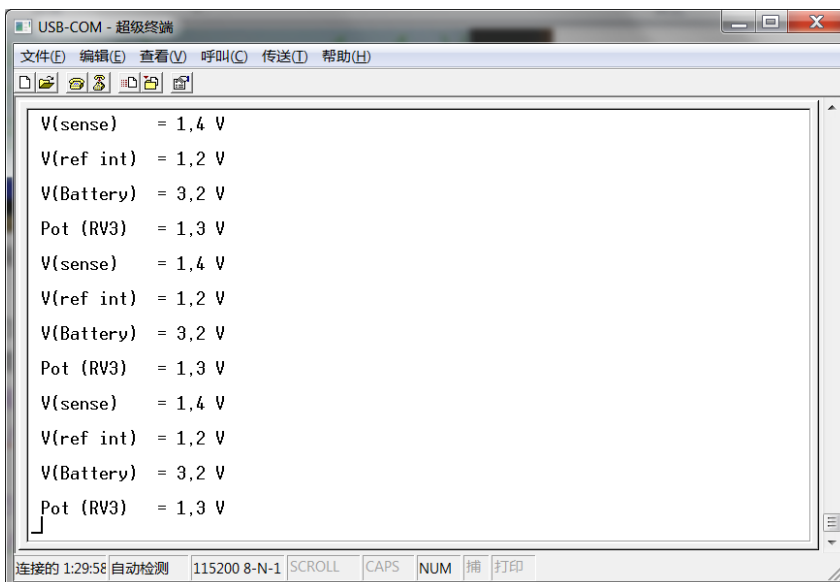 USB-COM - 超级终端
文件(F) 编辑(E) 查看(V) 呼叫(C) 传送(T) 帮助(H)
V(sense) = 1,4 V
V(ref int) = 1,2 V
V(Battery) = 3,2 V
Pot (RV3) = 1,3 V
V(sense) = 1,4 V
V(ref int) = 1,2 V
V(Battery) = 3,2 V
Pot (RV3) = 1,3 V
V(sense) = 1,4 V
V(ref int) = 1,2 V
V(Battery) = 3,2 V
Pot (RV3) = 1,3 V
连接的 1:29:58 自动检测 115200 8-N-1 SCROLL CAPS NUM 捕 打印